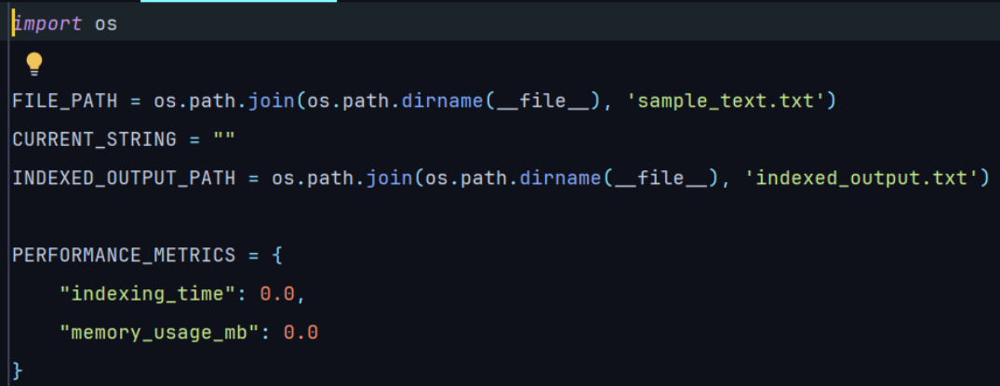 import os
FILE_PATH = os.path.join(os.path.dirname(__file__), 'sample_text.txt')
CURRENT_STRING = ""
INDEXED_OUTPUT_PATH = os.path.join(os.path.dirname(__file__), 'indexed_output.txt')
PERFORMANCE_METRICS = {
    "indexing_time": 0.0,
    "memory_usage_mb": 0.0
}